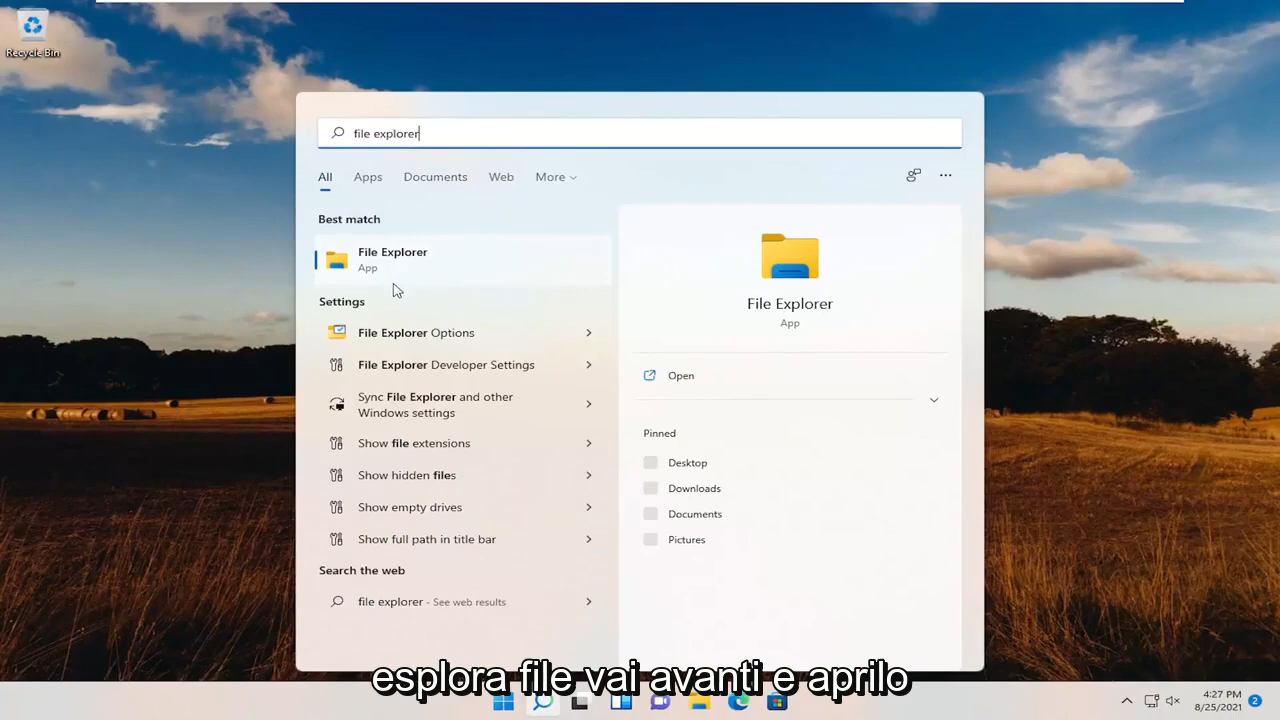 Recycle Bin
file explorer
All Apps Documents Web More
Best match
File Explorer
App
Settings
File Explorer Options
File Explorer Developer Settings
Sync File Explorer and other
Windows settings
Show file extensions
Show hidden files
Show empty drives
Show full path in title bar
Search the web
file explorer - See web results
File Explorer
App
Open
Pinned
Desktop
Downloads
Documents
Pictures
esplora file vai avanti e aprilo
4:27 PM
8/25/2021
2